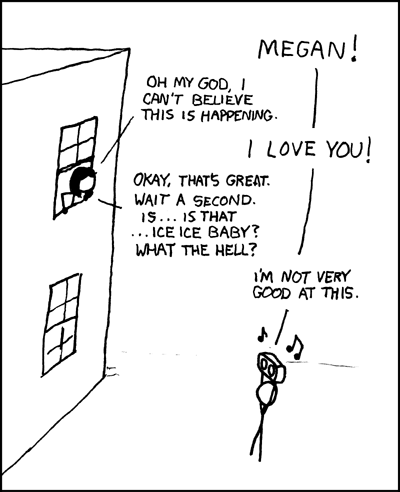 MEGAN!
OH MY GOD, I
CAN'T BELIEVE
THIS IS HAPPENING.
I LOVE YOU!
OKAY, THAT'S GREAT.
WAIT A SECOND.
IS... IS THAT
...ICE ICE BABY?
WHAT THE HELL?
I'M NOT VERY
GOOD AT THIS.